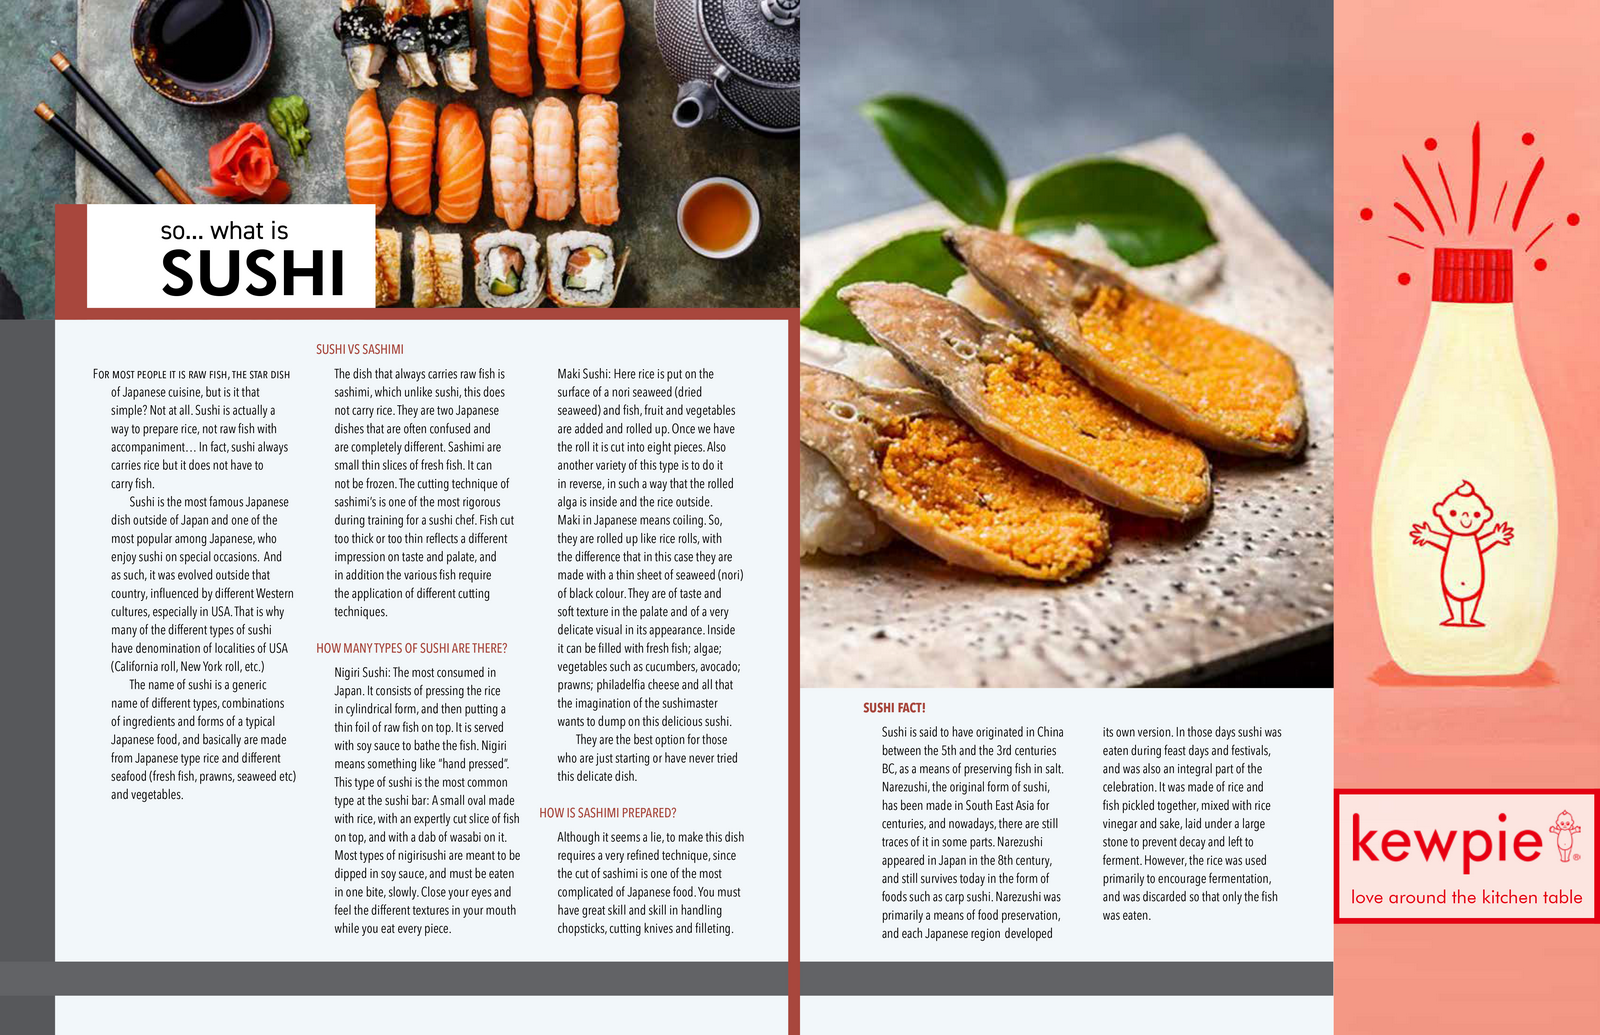 so... what is
SUSHI
FOR MOST PEOPLE IT IS RAW FISH, THE STAR DISH
of Japanese cuisine, but is it that
simple? Not at all. Sushi is actually a
way to prepare rice, not raw fish with
accompaniment... In fact, sushi always
carries rice but it does not have to
carry fish.
Sushi is the most famous Japanese
dish outside of Japan and one of the
most popular among Japanese, who
enjoy sushi on special occasions. And
as such, it was evolved outside that
country, influenced by different Western
cultures, especially in USA. That is why
many of the different types of sushi
have denomination of localities of USA
(California roll, New York roll, etc.)
The name of sushi is a generic
name of different types, combinations
of ingredients and forms of a typical
Japanese food, and basically are made
from Japanese type rice and different
seafood (fresh fish, prawns, seaweed etc)
and vegetables.
SUSHI VS SASHIMI
The dish that always carries raw fish is
sashimi, which unlike sushi, this does
not carry rice. They are two Japanese
dishes that are often confused and
are completely different. Sashimi are
small thin slices of fresh fish. It can
not be frozen. The cutting technique of
sashimi's is one of the most rigorous
during training for a sushi chef. Fish cut
too thick or too thin reflects a different
impression on taste and palate, and
in addition the various fish require
the application of different cutting
techniques.
HOW MANY TYPES OF SUSHI ARE THERE?
Nigiri Sushi: The most consumed in
Japan. It consists of pressing the rice
in cylindrical form, and then putting a
thin foil of raw fish on top. It is served
with soy sauce to bathe the fish. Nigiri
means something like "hand pressed".
This type of sushi is the most common
type at the sushi bar: A small oval made
with rice, with an expertly cut slice of fish
on top, and with a dab of wasabi on it.
Most types of nigirisushi are meant to be
dipped in soy sauce, and must be eaten
in one bite, slowly. Close your eyes and
feel the different textures in your mouth
while you eat every piece.
Maki Sushi: Here rice is put on the
surface of a nori seaweed (dried
seaweed) and fish, fruit and vegetables
are added and rolled up. Once we have
the roll it is cut into eight pieces. Also
another variety of this type is to do it
in reverse, in such a way that the rolled
alga is inside and the rice outside.
Maki in Japanese means coiling. So,
they are rolled up like rice rolls, with
the difference that in this case they are
made with a thin sheet of seaweed (nori)
of black colour. They are of taste and
soft texture in the palate and of a very
delicate visual in its appearance. Inside
it can be filled with fresh fish; algae;
vegetables such as cucumbers, avocado;
prawns; philadelfia cheese and all that
the imagination of the sushimaster
wants to dump on this delicious sushi.
They are the best option for those
who are just starting or have never tried
this delicate dish.
HOW IS SASHIMI PREPARED?
Although it seems a lie, to make this dish
requires a very refined technique, since
the cut of sashimi is one of the most
complicated of Japanese food. You must
have great skill and skill in handling
chopsticks, cutting knives and filleting.
SUSHI FACT!
Sushi is said to have originated in China
between the 5th and the 3rd centuries
BC, as a means of preserving fish in salt.
Narezushi, the original form of sushi,
has been made in South East Asia for
centuries, and nowadays, there are still
traces of it in some parts. Narezushi
appeared in Japan in the 8th century,
and still survives today in the form of
foods such as carp sushi. Narezushi was
primarily a means of food preservation,
and each Japanese region developed
its own version. In those days sushi was
eaten during feast days and festivals,
and was also an integral part of the
celebration. It was made of rice and
fish pickled together, mixed with rice
vinegar and sake, laid under a large
stone to prevent decay and left to
ferment. However, the rice was used
primarily to encourage fermentation,
and was discarded so that only the fish
was eaten.
kewpie ®
love around the kitchen table